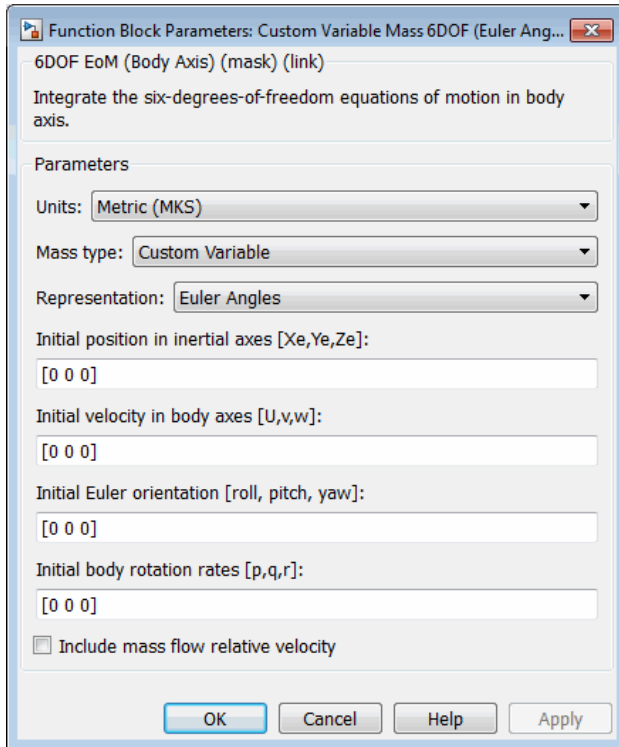 Function Block Parameters: Custom Variable Mass 6DOF (Euler Ang...
6DOF EoM (Body Axis) (mask) (link)
Integrate the six-degrees-of-freedom equations of motion in body
axis.
Parameters
Units: Metric (MKS)
Mass type: Custom Variable
Representation: Euler Angles
Initial position in inertial axes [Xe,Ye,Ze]:
[0 0 0]
Initial velocity in body axes [U,v,w]:
[0 0 0]
Initial Euler orientation [roll, pitch, yaw]:
[0 0 0]
Initial body rotation rates [p,q,r]:
[0 0 0]
Include mass flow relative velocity
OK Cancel Help Apply